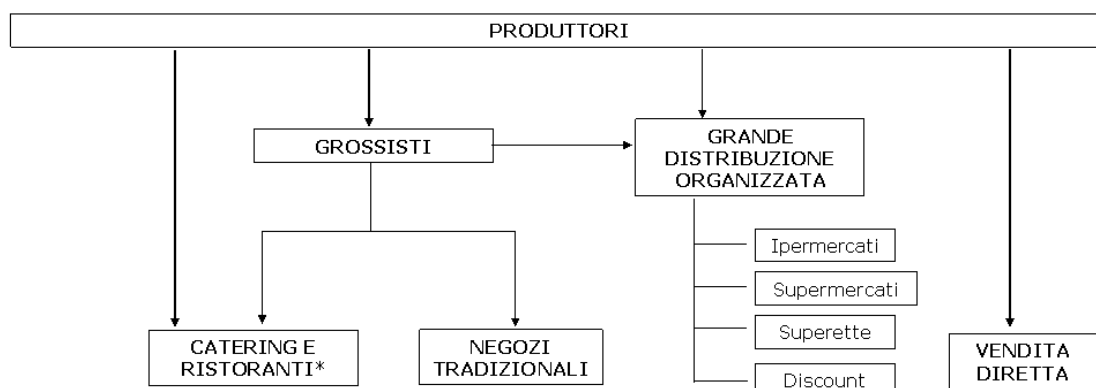 PRODUTTORI
GROSSISTI
GRANDE
DISTRIBUZIONE
ORGANIZZATA
Ipermercati
Supermercati
Superette
Discount
CATERING E
RISTORANTI*
NEGOZI
TRADIZIONALI
VENDITA
DIRETTA